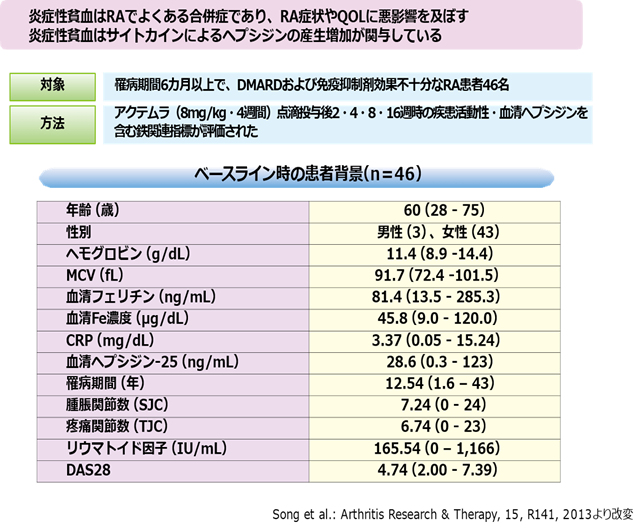 炎症性貧血はRAでよくある合併症であり、RA症状やQOLに悪影響を及ぼす
炎症性貧血はサイトカインによるヘプシジンの産生増加が関与している
対象
罹病期間6カ月以上で、DMARDおよび免疫抑制剤効果不十分なRA患者46名
方法
アクテムラ（8mg/kg・4週間）点滴投与後2・4・8・16週時の疾患活動性・血清ヘプシジンを
含む鉄関連指標が評価された
ベースライン時の患者背景(n＝46)
年齢（歳） 60 (28 - 75)
性別 男性 (3) 、女性 (43)
ヘモグロビン（g/dL） 11.4 (8.9 -14.4)
MCV（fL） 91.7 (72.4 -101.5)
血清フェリチン（ng/mL） 81.4 (13.5 - 285.3)
血清Fe濃度（μg/dL） 45.8 (9.0 - 120.0)
CRP（mg/dL） 3.37 (0.05 - 15.24)
血清ヘプシジン-25（ng/mL） 28.6 (0.3 - 123)
罹病期間（年） 12.54 (1.6 – 43)
腫脹関節数（SJC） 7.24 (0 - 24)
疼痛関節数（TJC） 6.74 (0 - 23)
リウマトイド因子（IU/mL） 165.54 (0 – 1,166)
DAS28 4.74 (2.00 - 7.39)
Song et al.: Arthritis Research & Therapy, 15, R141, 2013より改変